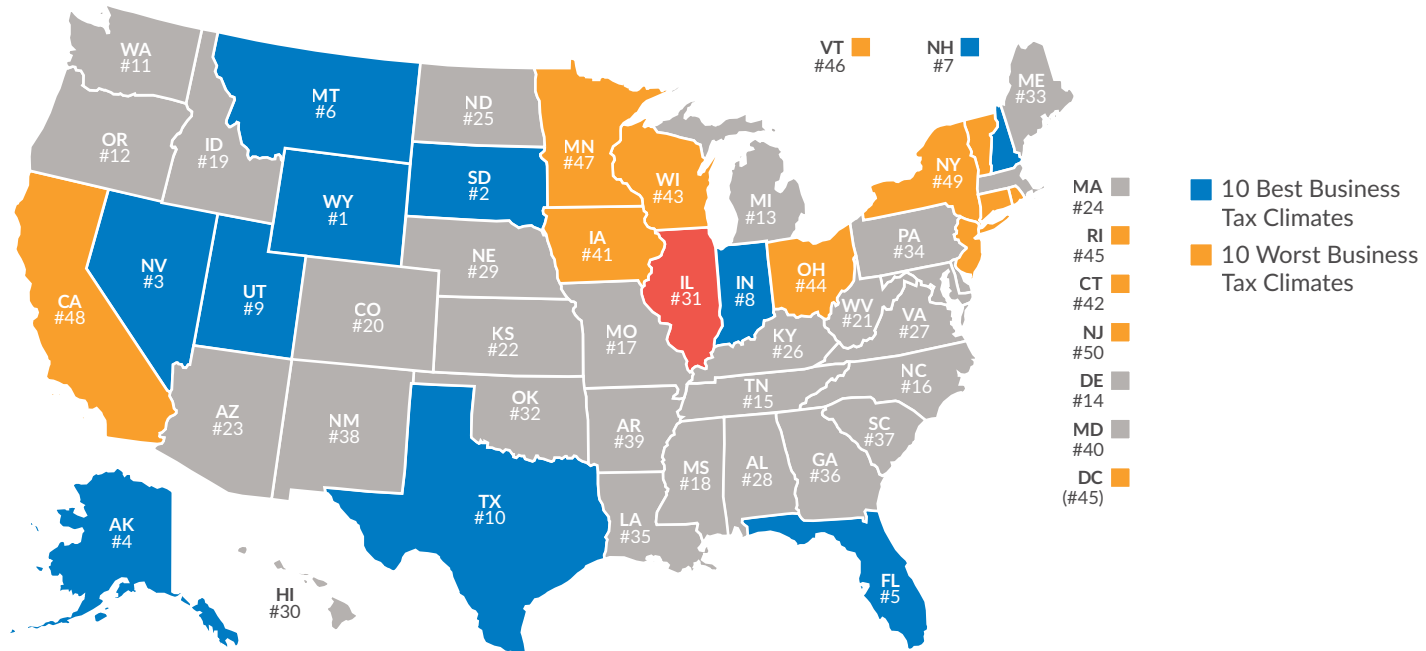 WA
#11
OR
#12
CA
#48
NV
#3
ID
#19
MT
#6
WY
#1
UT
#9
AZ
#23
CO
#20
NM
#38
ND
#25
SD
#2
NE
#29
KS
#22
OK
#32
TX
#10
MN
#47
IA
#41
MO
#17
AR
#39
LA
#35
WI
#43
IL
#31
MI
#13
IN
#8
OH
#44
KY
#26
TN
#15
MS
#18
AL
#28
GA
#36
FL
#5
SC
#37
NC
#16
VA
#27
WV
#21
PA
#34
NY
#49
ME
#33
AK
#4
HI
#30
VT
#46
NH
#7
MA
#24
RI
#45
CT
#42
NJ
#50
DE
#14
MD
#40
DC
(#45)
10 Best Business
Tax Climates
10 Worst Business
Tax Climates